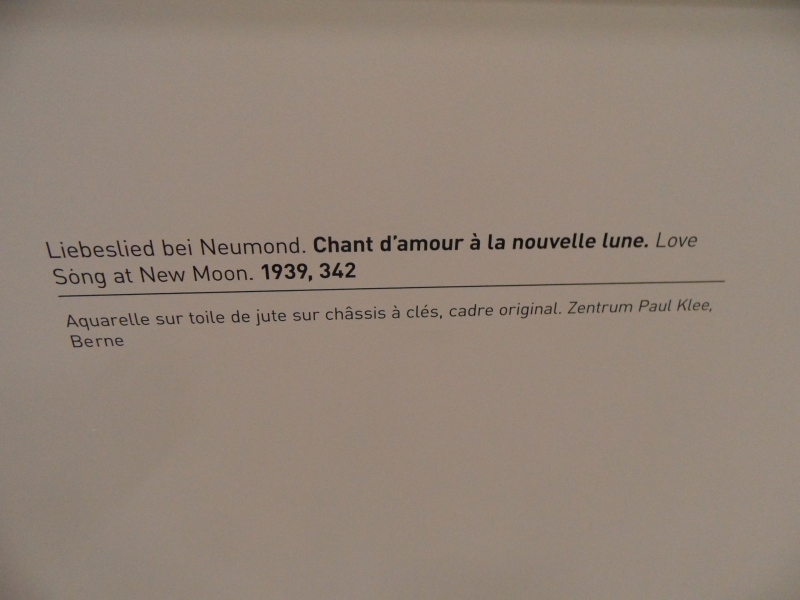 Liebeslied bei Neumond. Chant d'amour à la nouvelle lune. Love
Song at New Moon. 1939, 342
Aquarelle sur toile de jute sur châssis à clés, cadre original. Zentrum Paul Klee,
Berne